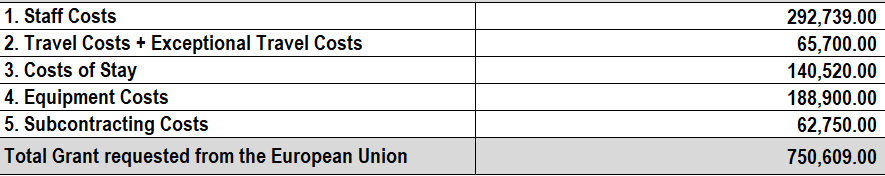 1. Staff Costs 292,739.00
2. Travel Costs + Exceptional Travel Costs 65,700.00
3. Costs of Stay 140,520.00
4. Equipment Costs 188,900.00
5. Subcontracting Costs 62,750.00
Total Grant requested from the European Union 750,609.00